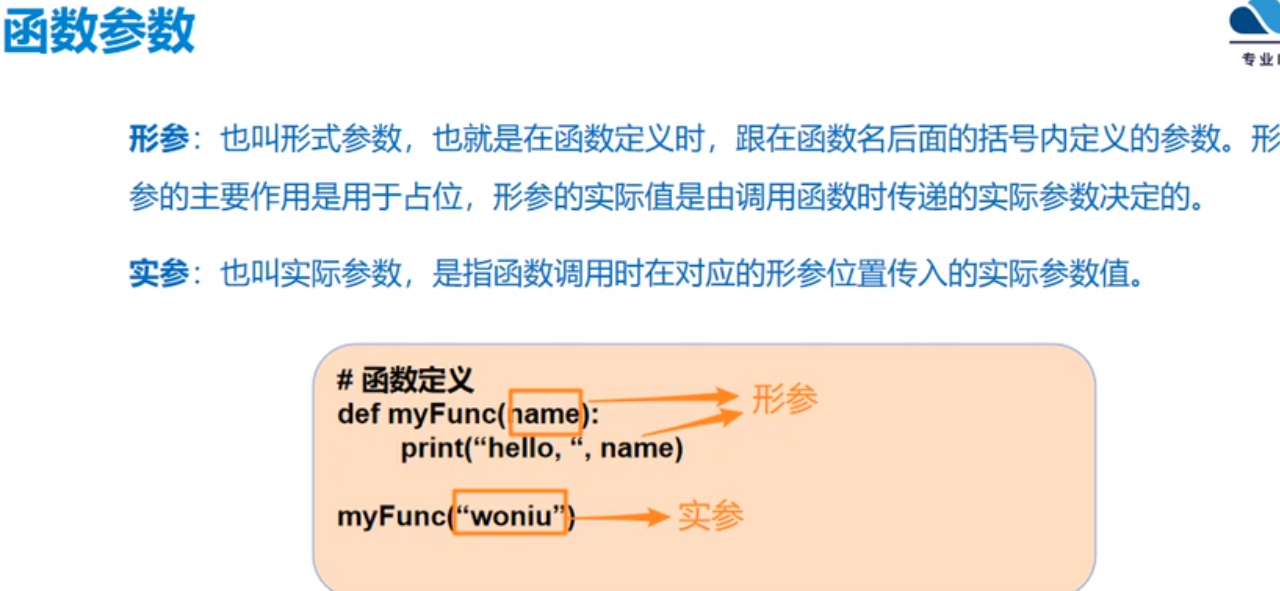 函数参数
专业
形参：也叫形式参数，也就是在函数定义时，跟在函数名后面的括号内定义的参数。形
参的主要作用是用于占位，形参的实际值是由调用函数时传递的实际参数决定的。
实参：也叫实际参数，是指函数调用时在对应的形参位置传入的实际参数值。
# 函数定义
def myFunc(name):
形参
print(“hello, “, name)
myFunc(“woniu”)
实参